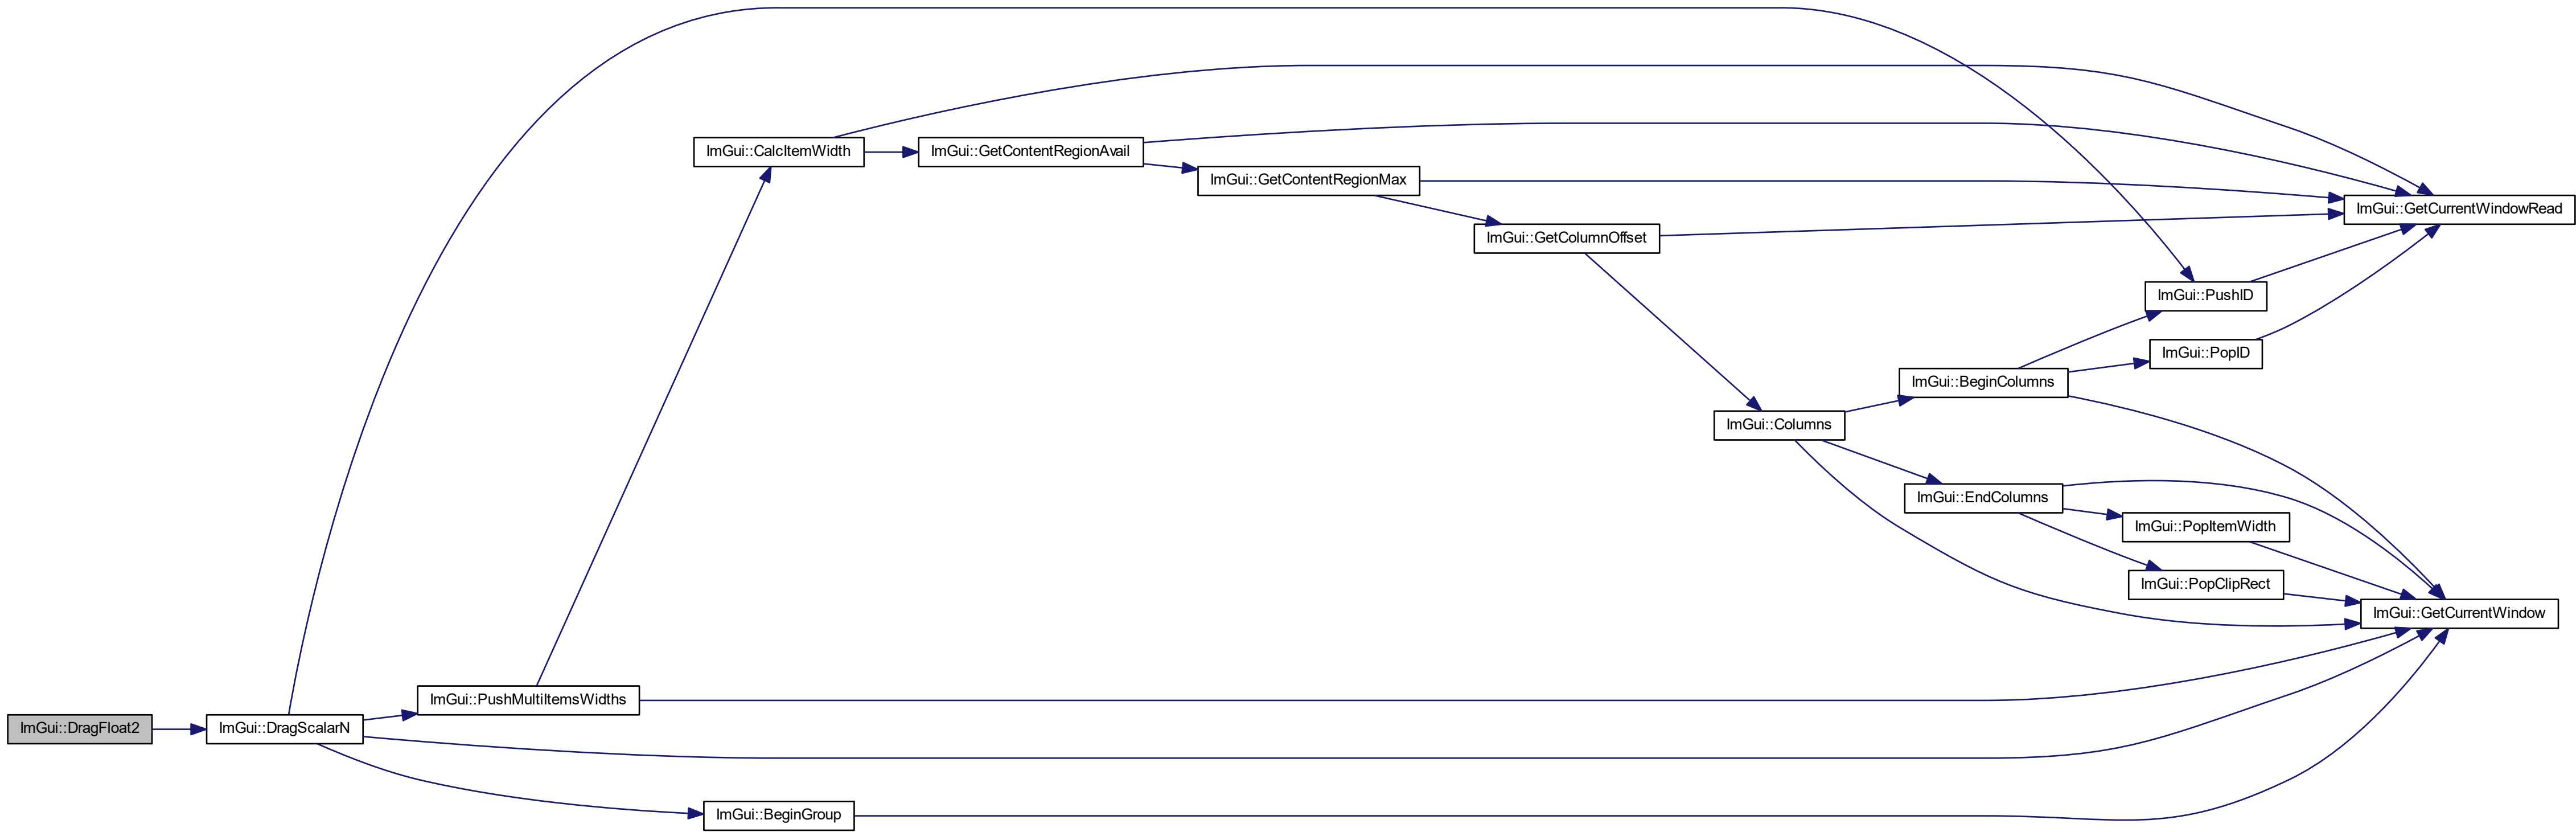 ImGui::DragFloat2
ImGui::DragScalarN
ImGui::PushMultiItemsWidths
ImGui::BeginGroup
ImGui::CalcItemWidth
ImGui::GetContentRegionAvail
ImGui::GetContentRegionMax
ImGui::GetColumnOffset
ImGui::Columns
ImGui::BeginColumns
ImGui::EndColumns
ImGui::PushID
ImGui::PopID
ImGui::PopItemWidth
ImGui::PopClipRect
ImGui::GetCurrentWindowRead
ImGui::GetCurrentWindow